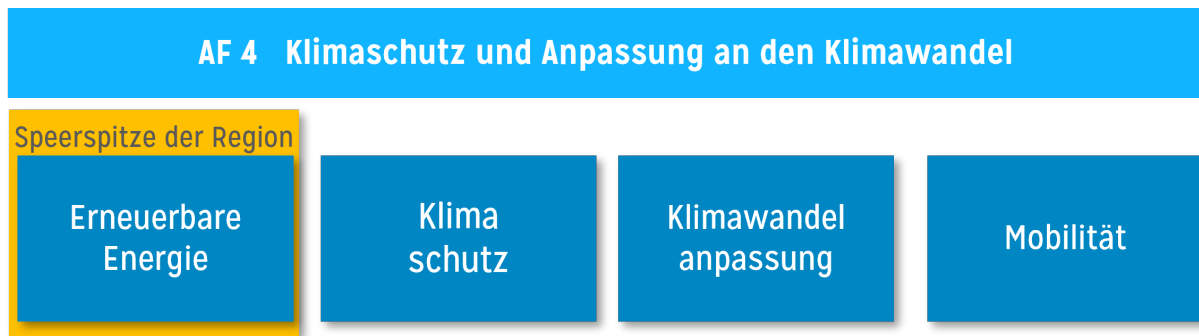 AF 4 Klimaschutz und Anpassung an den Klimawandel
Speerspitze der Region
Erneuerbare
Energie
Klima
schutz
Klimawandel
anpassung
Mobilität